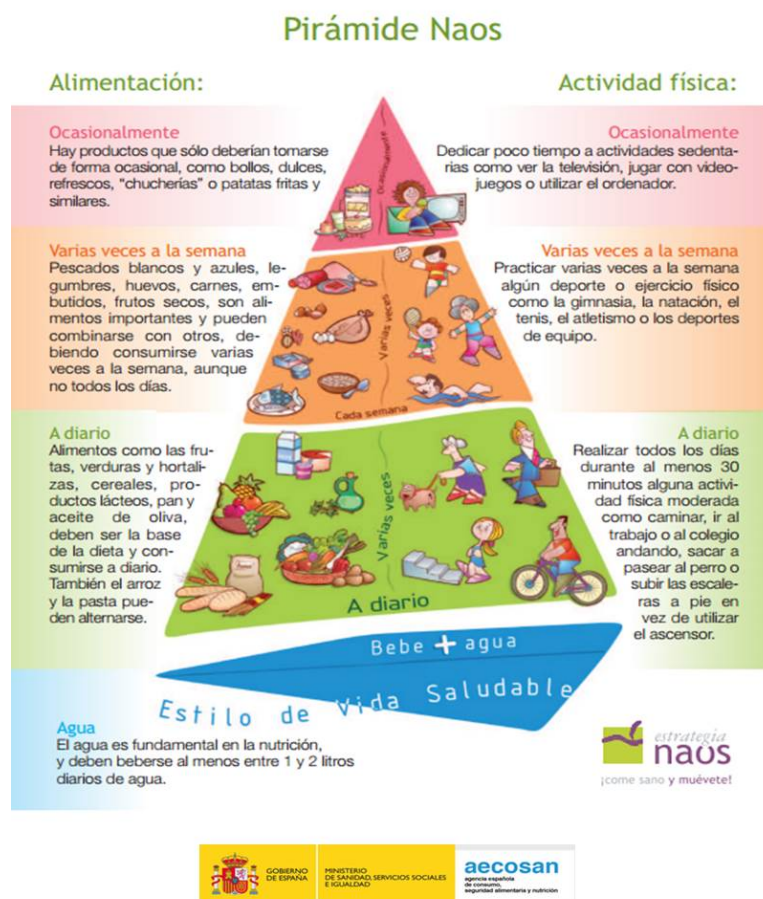 Pirámide Naos
Alimentación:
Actividad física:
Ocasionalmente
Hay productos que sólo deberían tomarse
de forma ocasional, como bollos, dulces,
refrescos, “chucherías” o patatas fritas y
similares.
Ocasionalmente
Ocasionalmente
Dedicar poco tiempo a actividades sedenta-
rias como ver la televisión, jugar con video-
juegos o utilizar el ordenador.
Varias veces a la semana
Pescados blancos y azules, le-
gumbres, huevos, carnes, em-
butidos, frutos secos, son ali-
mentos importantes y pueden
combinarse con otros, de-
biendo consumirse varias
veces a la semana, aunque
no todos los días.
Varias veces
Cada semana
Varias veces a la semana
Practicar varias veces a la semana
algún deporte o ejercicio físico
como la gimnasia, la natación, el
tenis, el atletismo o los deportes
de equipo.
A diario
Alimentos como las fru-
tas, verduras y hortali-
zas, cereales, pro-
ductos lácteos, pan y
aceite de oliva,
deben ser la base
de la dieta y con-
sumirse a diario.
También el arroz
y la pasta pue-
den alternarse.
Varias veces
A diario
A diario
Realizar todos los días
durante al menos 30
minutos alguna activi-
dad física moderada
como caminar, ir al
trabajo o al colegio
andando, sacar a
pasear al perro o
subir las escale-
ras a pie en
vez de utilizar
el ascensor.
Bebe + agua
Estilo de Vida Saludable
Agua
El agua es fundamental en la nutrición,
y deben beberse al menos entre 1 y 2 litros
diarios de agua.
estrategia
naos
¡come sano y muévete!
GOBIERNO
DE ESPAÑA
MINISTERIO
DE SANIDAD, SERVICIOS SOCIALES
E IGUALDAD
aecosan
agencia española
de consumo,
seguridad alimentaria y nutrición